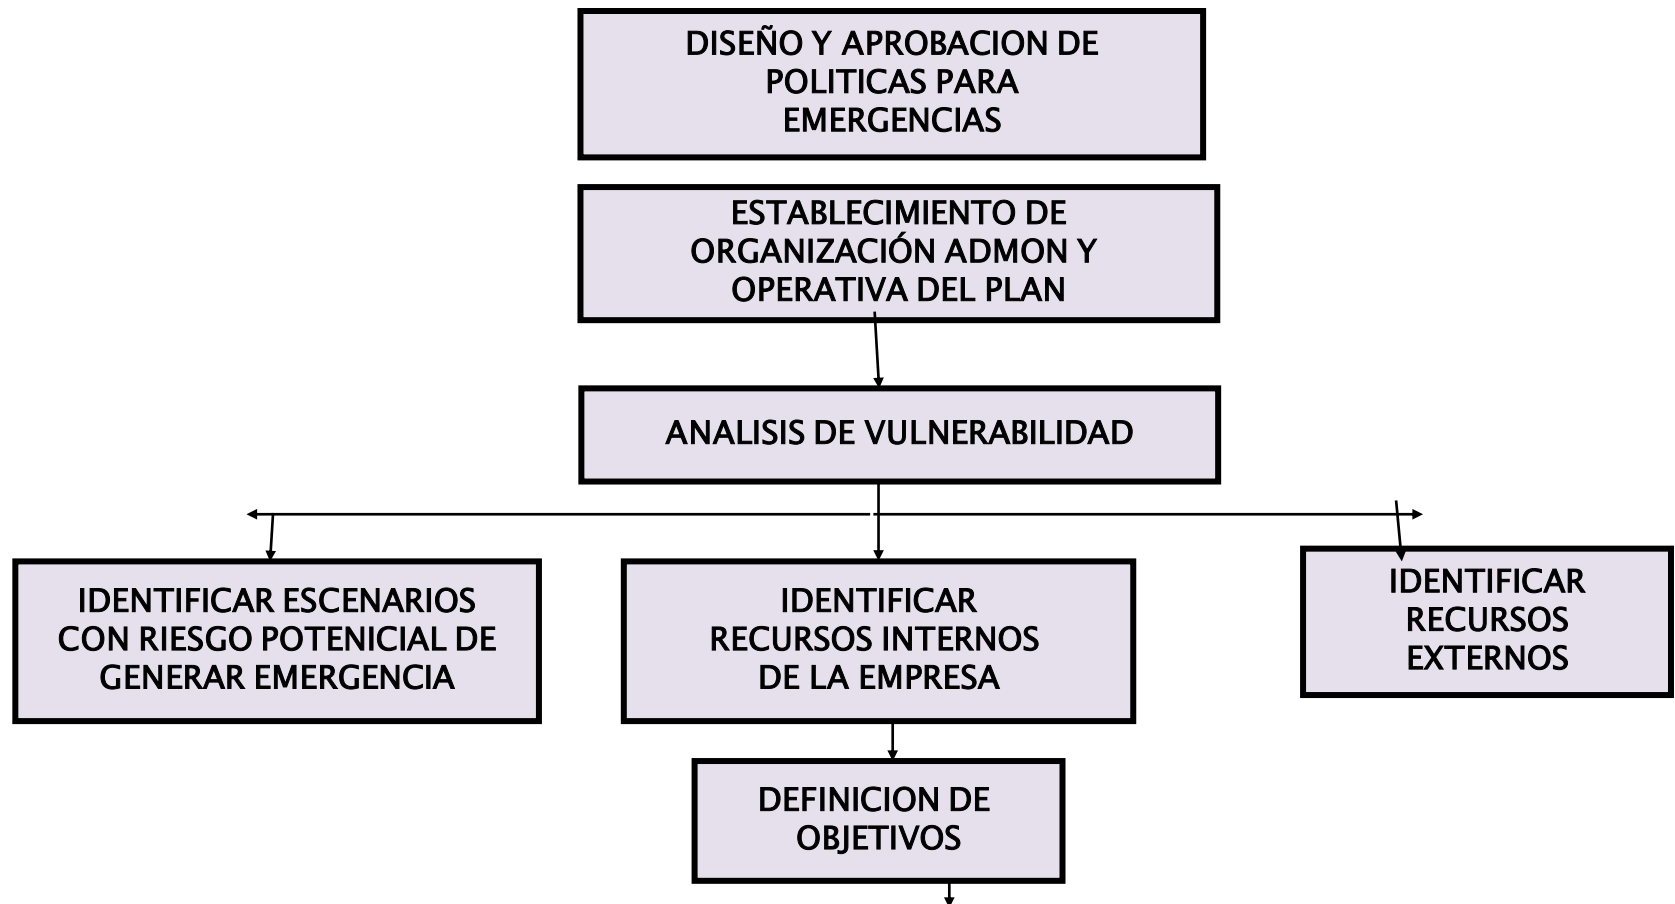 DISEÑO Y APROBACION DE
POLITICAS PARA
EMERGENCIAS
ESTABLECIMIENTO DE
ORGANIZACIÓN ADMON Y
OPERATIVA DEL PLAN
ANALISIS DE VULNERABILIDAD
IDENTIFICAR ESCENARIOS
CON RIESGO POTENICIAL DE
GENERAR EMERGENCIA
IDENTIFICAR
RECURSOS INTERNOS
DE LA EMPRESA
IDENTIFICAR
RECURSOS
EXTERNOS
DEFINICION DE
OBJETIVOS